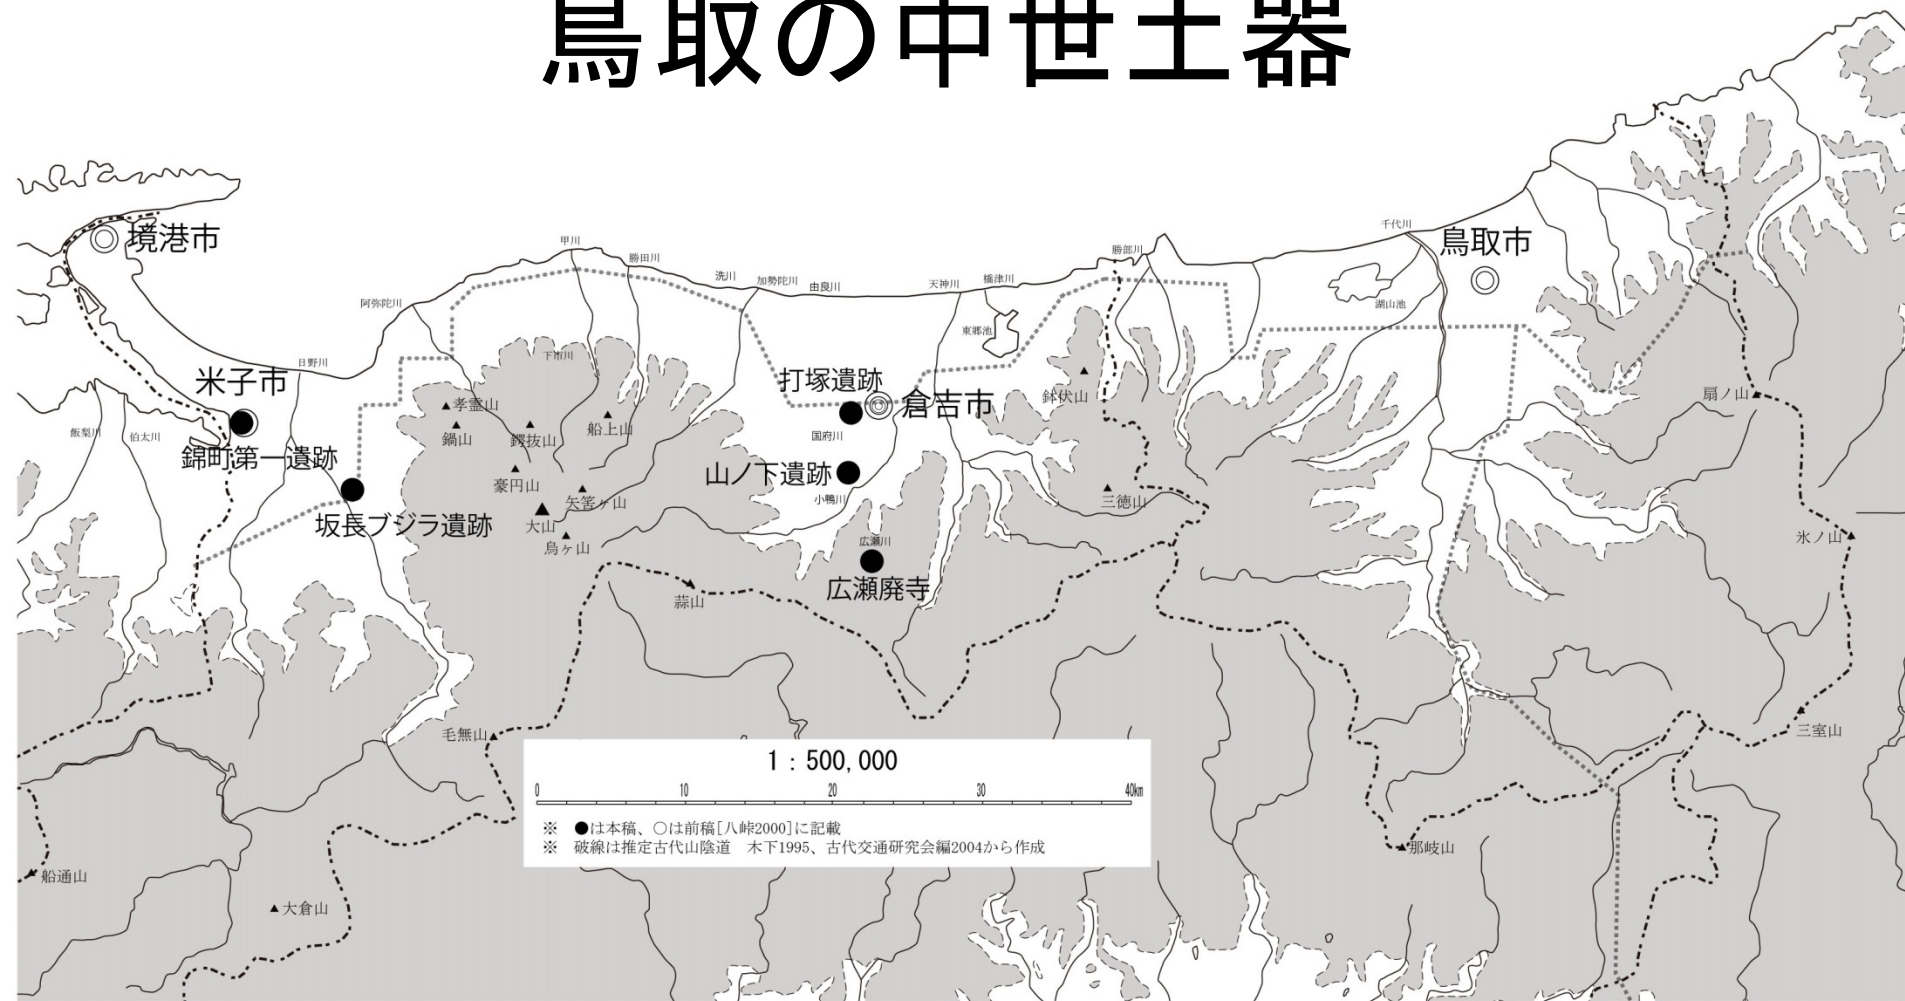 鳥取の中世土器
境港市
甲川
勝田川
洗川
加勢陀川
由良川
天神川
橋津川
勝部川
千代川
鳥取市
湖山池
阿弥陀川
東郷池
日野川
下市川
米子市
打塚遺跡
倉吉市
鉢伏山
扇ノ山
孝霊山
鍋山
鍔抜山
船上山
国府川
飯梨川
伯太川
錦町第一遺跡
豪円山
矢筈ヶ山
山ノ下遺跡
小鴨川
三徳山
坂長ブジラ遺跡
大山
烏ヶ山
広瀬川
氷ノ山
広瀬廃寺
蒜山
毛無山
三室山
1：500,000
0 10 20 30 40km
※ ●は本稿、○は前稿[八峠2000]に記載
※ 破線は推定古代山陰道 木下1995、古代交通研究会編2004から作成
那岐山
船通山
大倉山